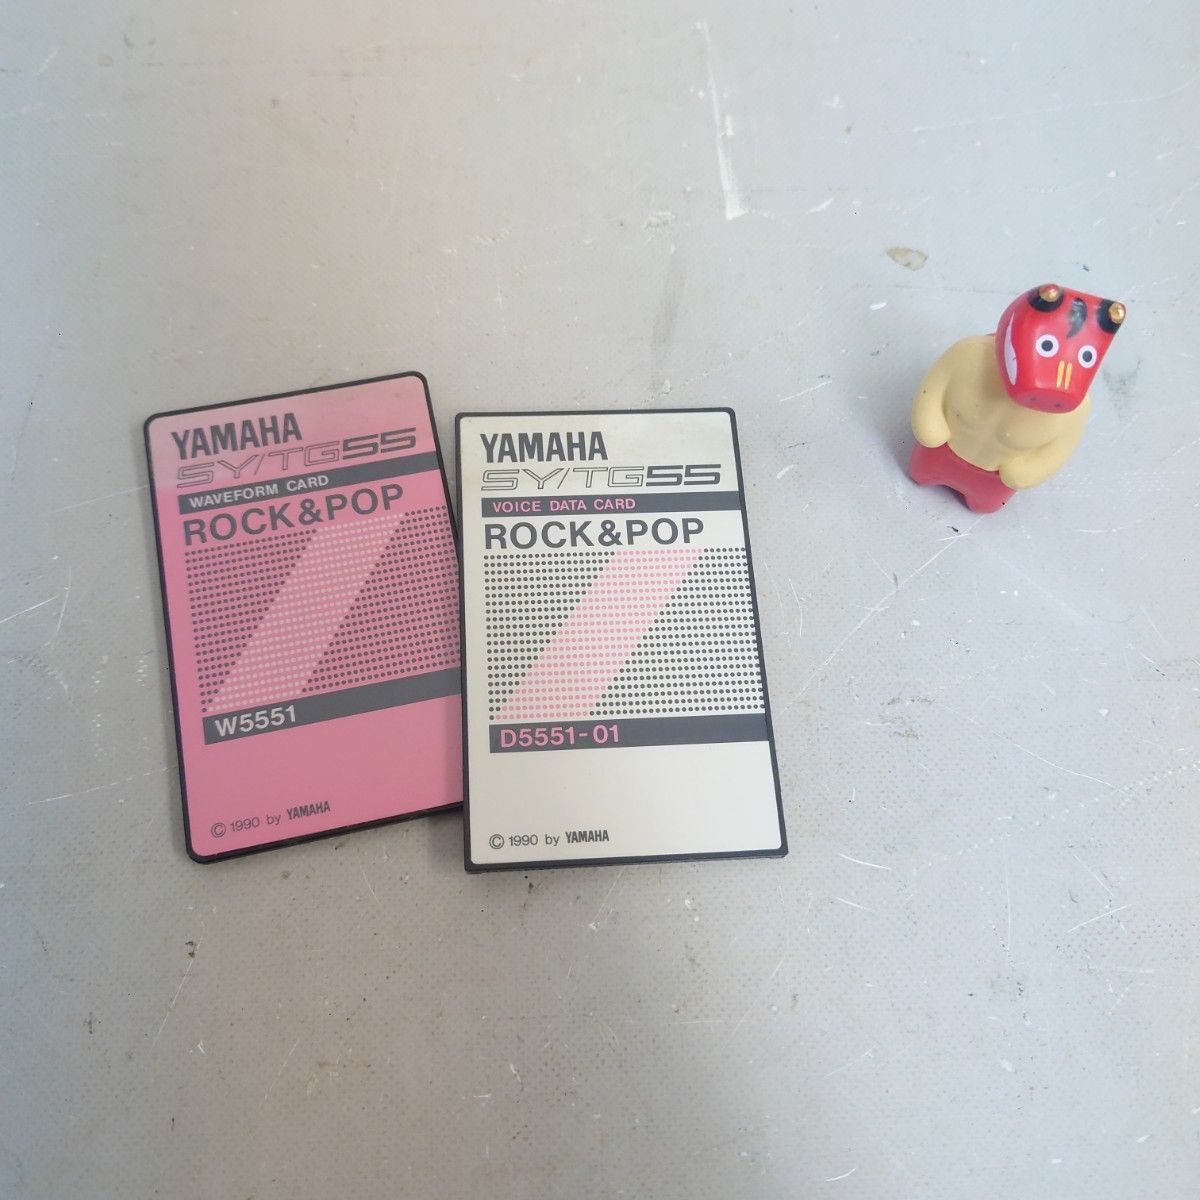 YAMAHA
SY/TG55
WAVEFORM CARD
ROCK&POP
W5551
© 1990 by YAMAHA
YAMAHA
SY/TG55
VOICE DATA CARD
ROCK&POP
D5551-01
© 1990 by YAMAHA